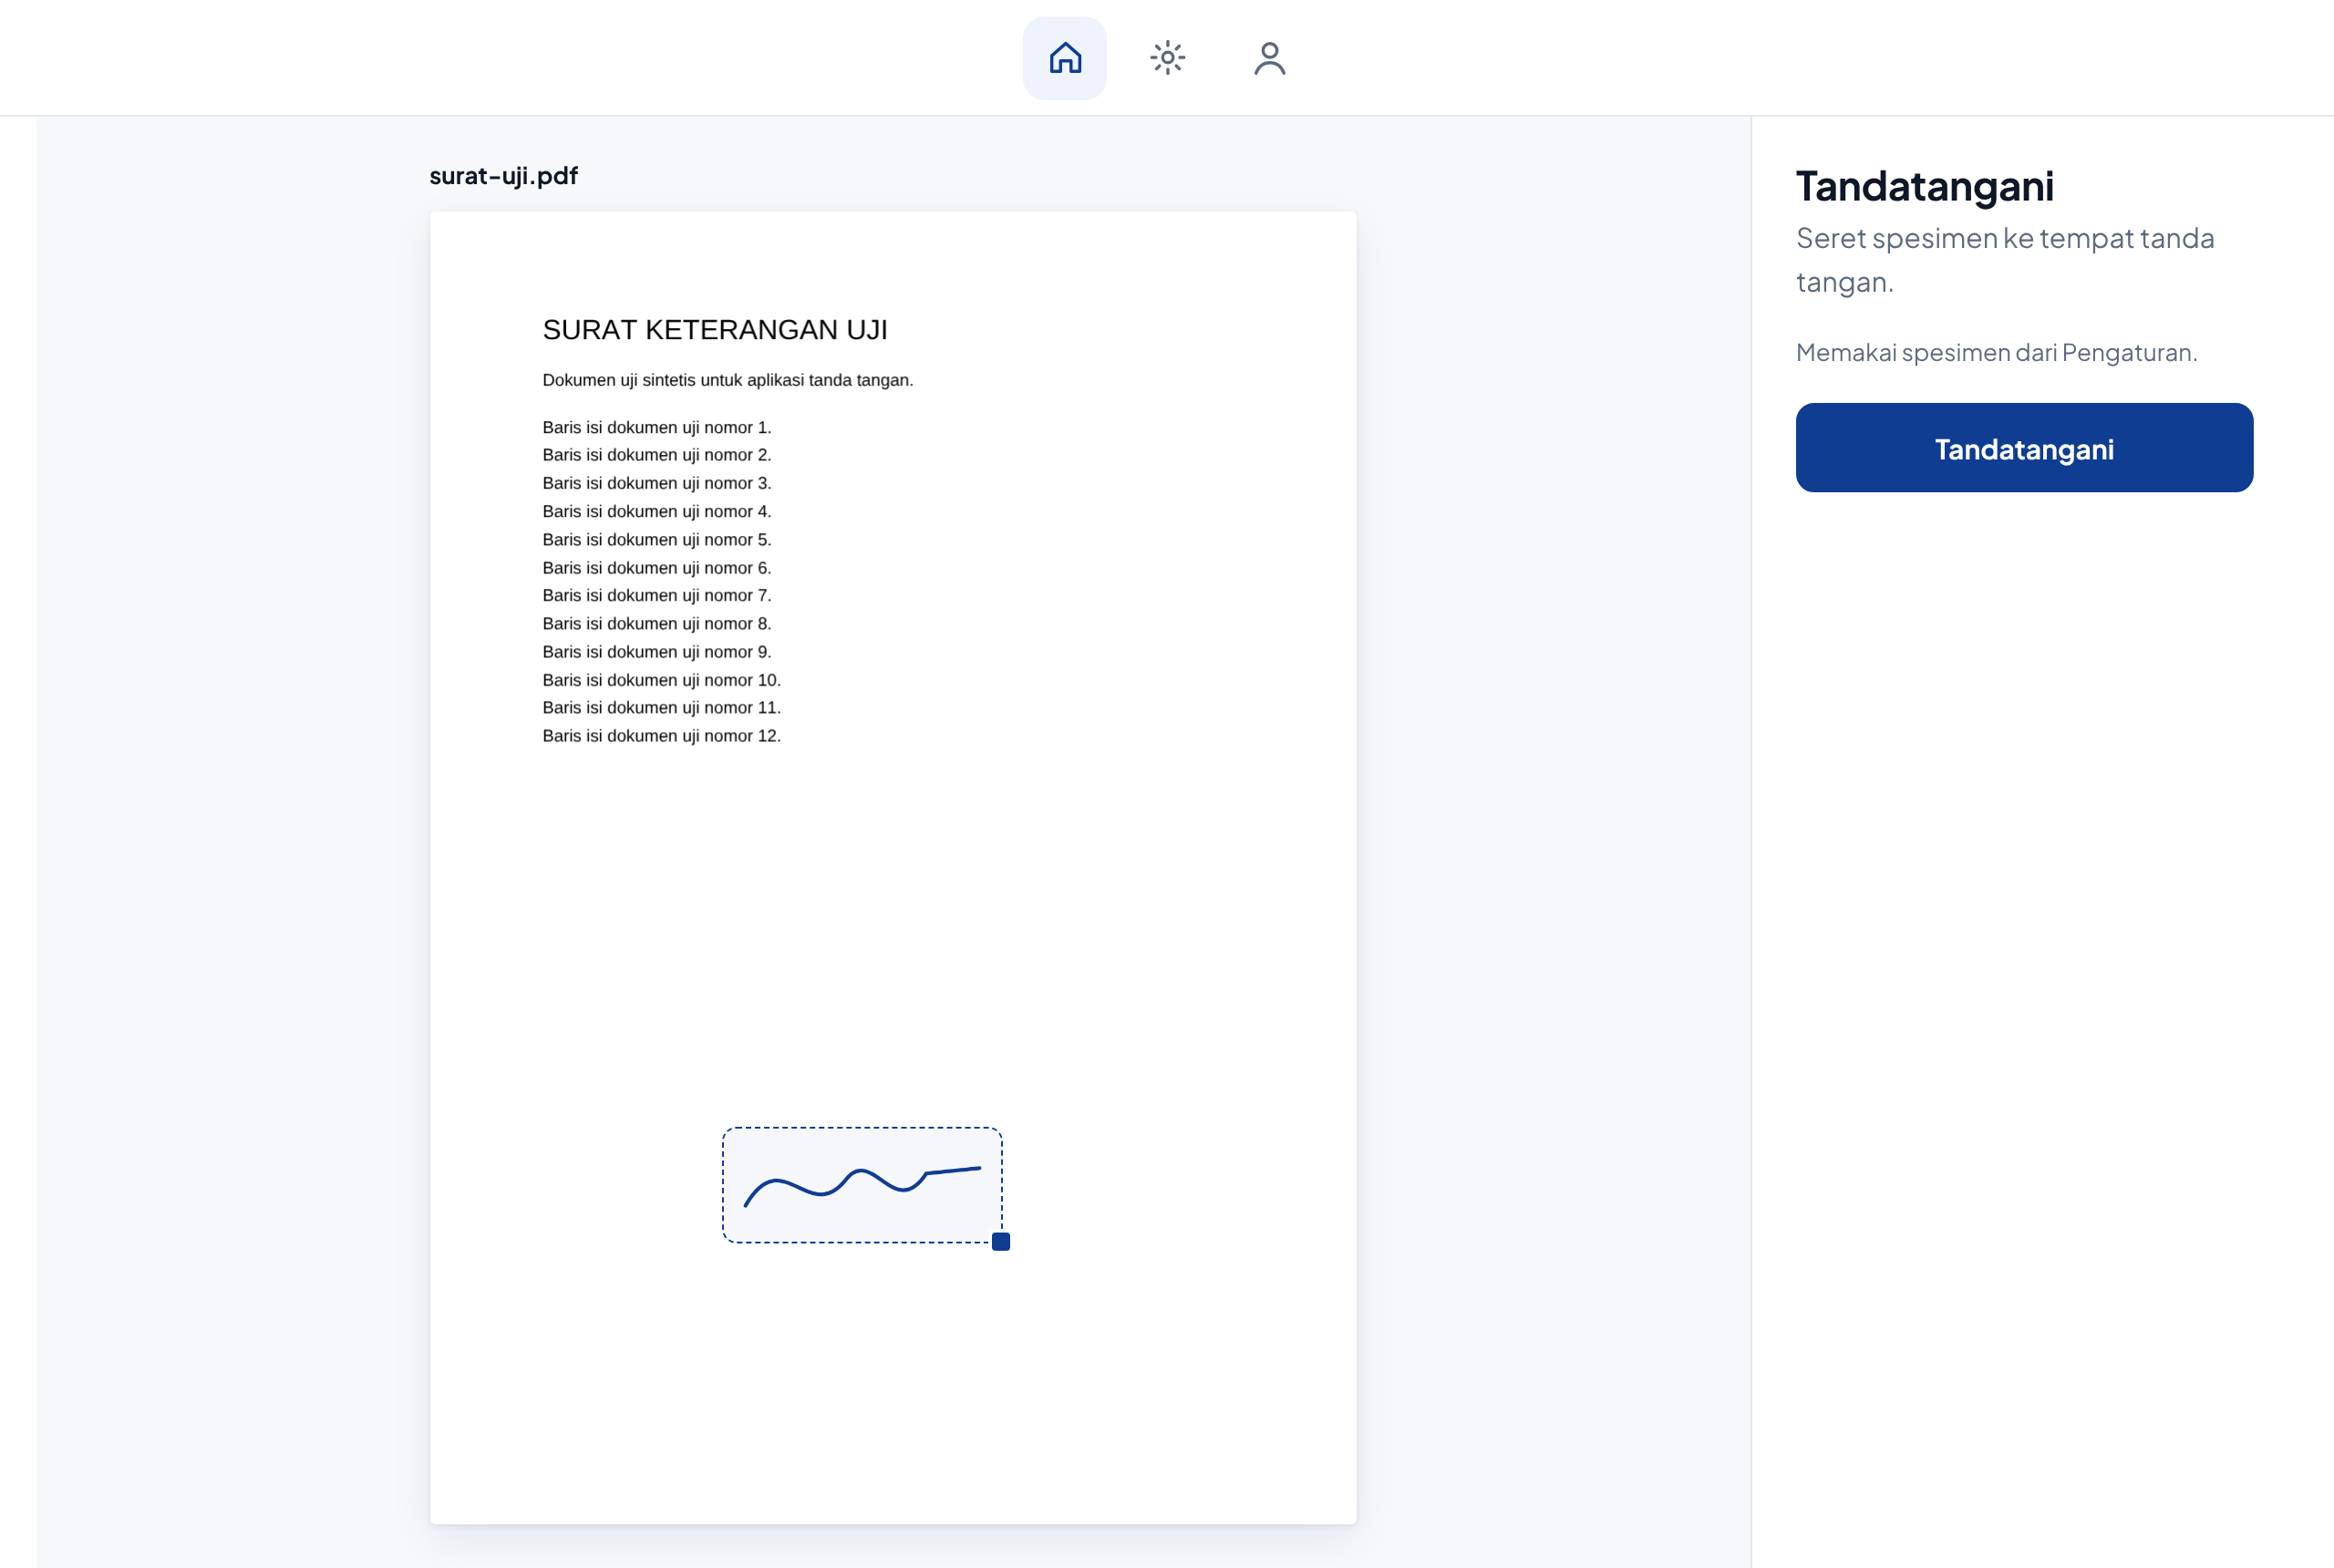 surat-uji.pdf
SURAT KETERANGAN UJI
Dokumen uji sintetis untuk aplikasi tanda tangan.
Baris isi dokumen uji nomor 1.
Baris isi dokumen uji nomor 2.
Baris isi dokumen uji nomor 3.
Baris isi dokumen uji nomor 4.
Baris isi dokumen uji nomor 5.
Baris isi dokumen uji nomor 6.
Baris isi dokumen uji nomor 7.
Baris isi dokumen uji nomor 8.
Baris isi dokumen uji nomor 9.
Baris isi dokumen uji nomor 10.
Baris isi dokumen uji nomor 11.
Baris isi dokumen uji nomor 12.
Tandatangani
Seret spesimen ke tempat tanda
tangan.
Memakai spesimen dari Pengaturan.
Tandatangani